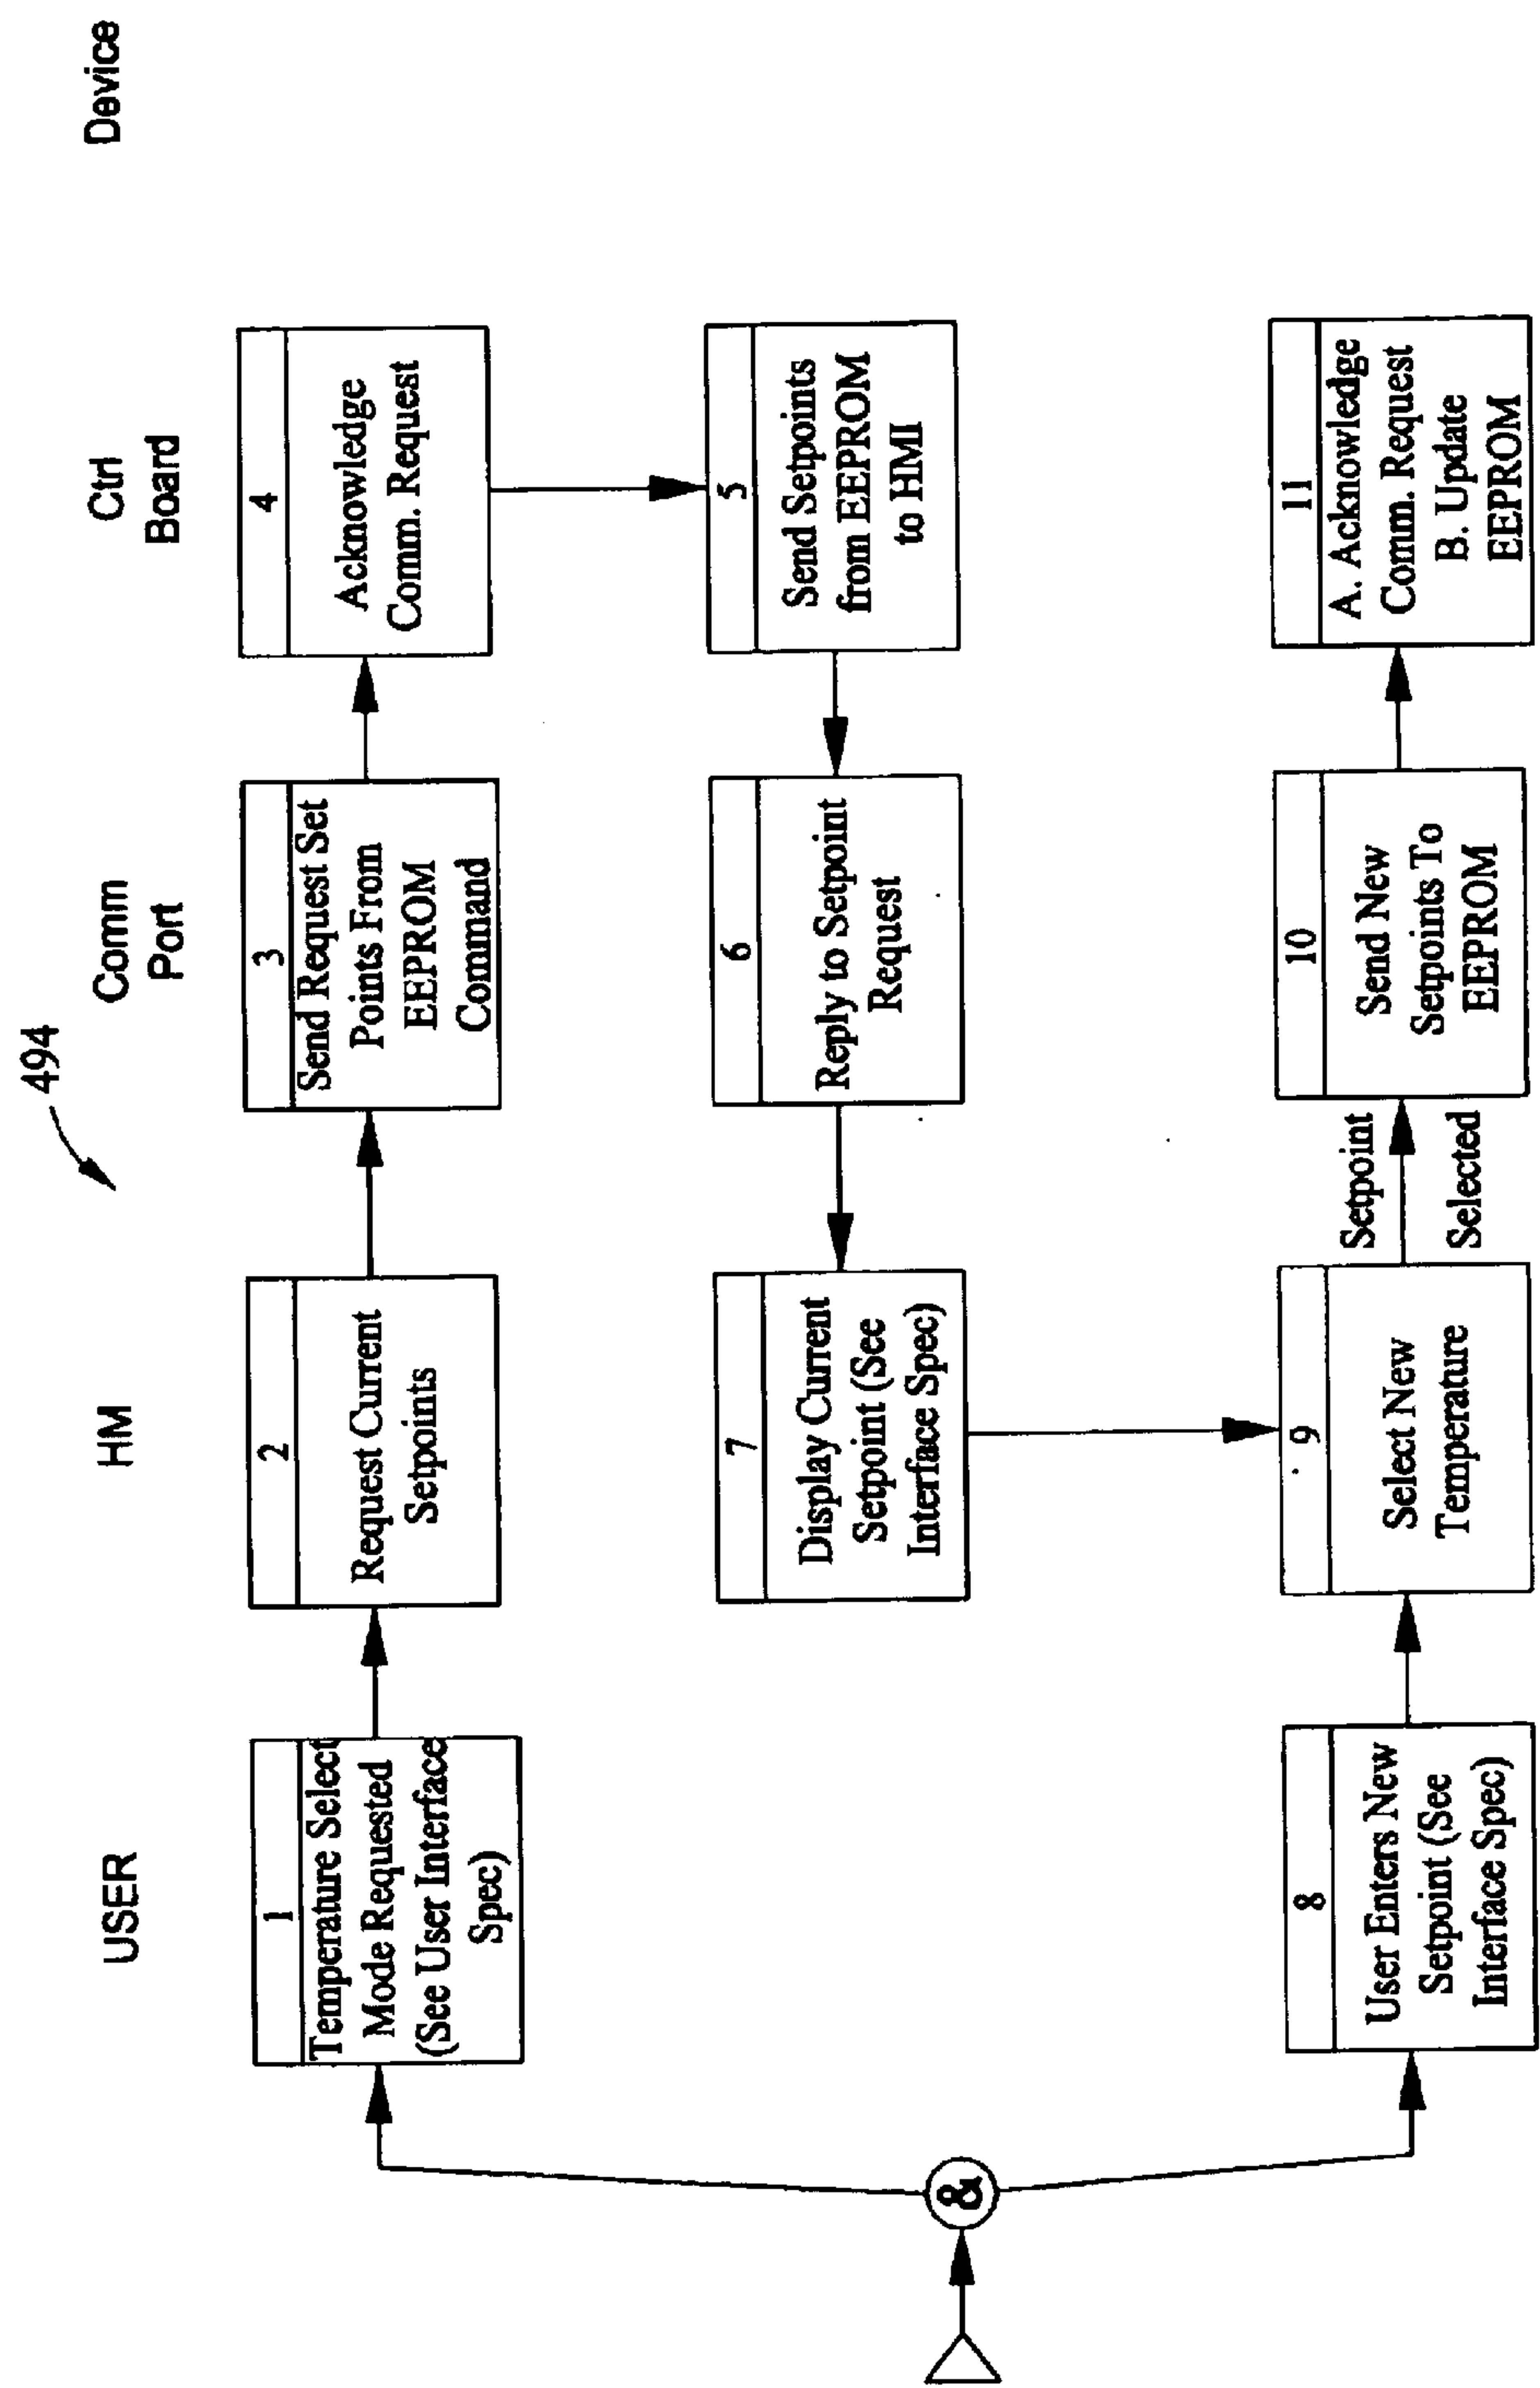 494
USER
HM
Comm
Port
Ctrl
Board
Device
1
Temperature Select
Mode Requested
(See User Interface
Spec)
2
Request Current
Setpoints
3
Send Request Set
Points From
EEPROM
Command
4
Acknowledge
Comm. Request
5
Send Setpoints
from EEPROM
to HMI
6
Reply to Setpoint
Request
7
Display Current
Setpoint (See
Interface Spec)
&
8
User Enters New
Setpoint (See
Interface Spec)
9
Select New
Temperature
Setpoint
Selected
10
Send New
Setpoints To
EEPROM
11
A. Acknowledge
Comm. Request
B. Update
EEPROM